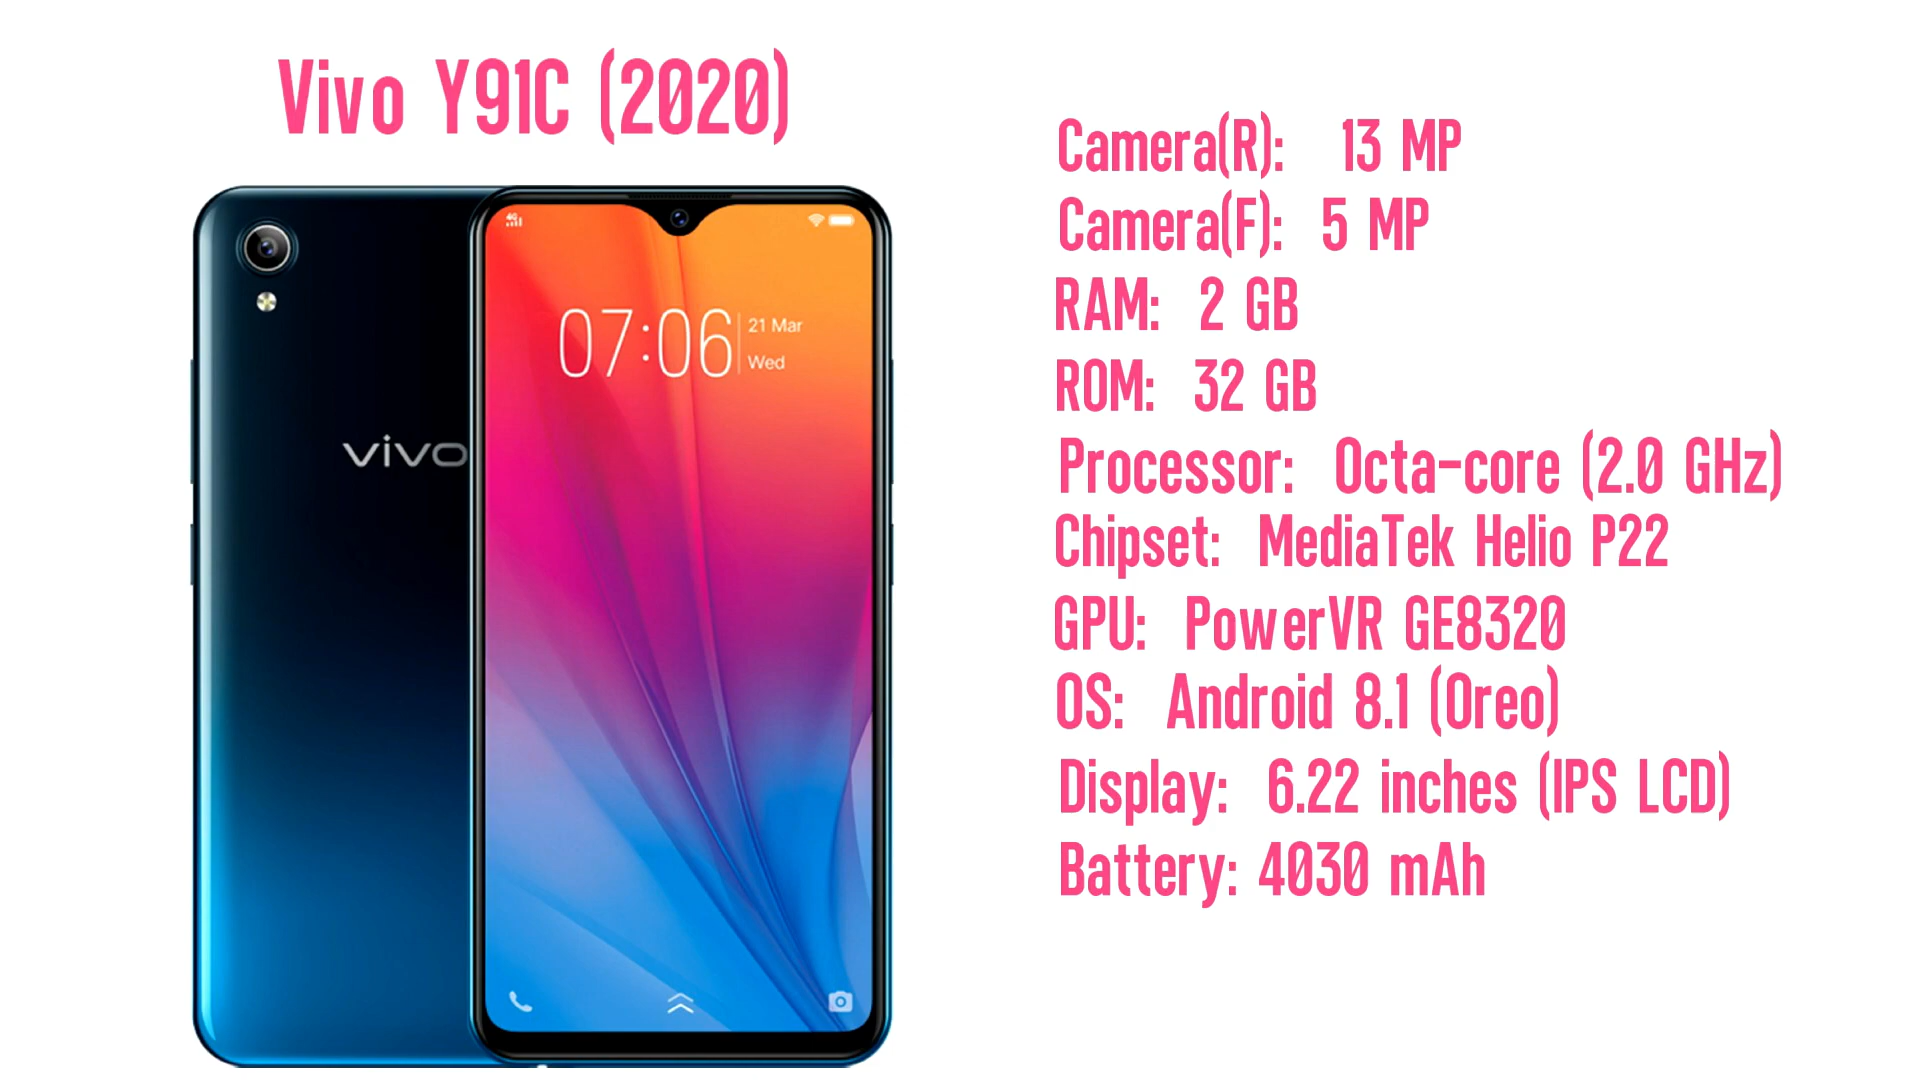 Vivo Y91C (2020)
vivo
4G
07:06
21 Mar
Wed
Camera(R): 13 MP
Camera(F): 5 MP
RAM: 2 GB
ROM: 32 GB
Processor: Octa-core (2.0 GHz)
Chipset: MediaTek Helio P22
GPU: PowerVR GE8320
OS: Android 8.1 (Oreo)
Display: 6.22 inches (IPS LCD)
Battery: 4030 mAh